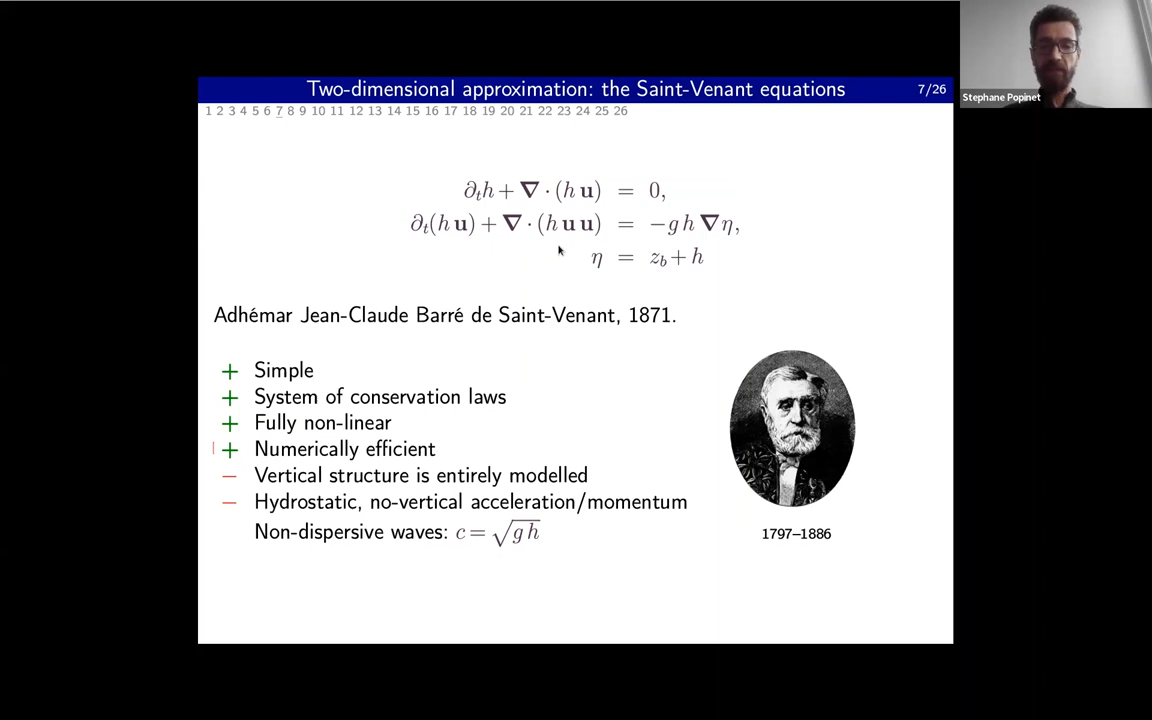 Two-dimensional approximation: the Saint-Venant equations 7/26
1 2 3 4 5 6 7 8 9 10 11 12 13 14 15 16 17 18 19 20 21 22 23 24 25 26
∂ₜh + ∇ · (h u) = 0,
∂ₜ(h u) + ∇ · (h u u) = −g h ∇η,
η = z_b + h
Adhémar Jean-Claude Barré de Saint-Venant, 1871.
+ Simple
+ System of conservation laws
+ Fully non-linear
+ Numerically efficient
− Vertical structure is entirely modelled
− Hydrostatic, no-vertical acceleration/momentum
Non-dispersive waves: c = √(g h)
1797–1886
Stephane Popinet